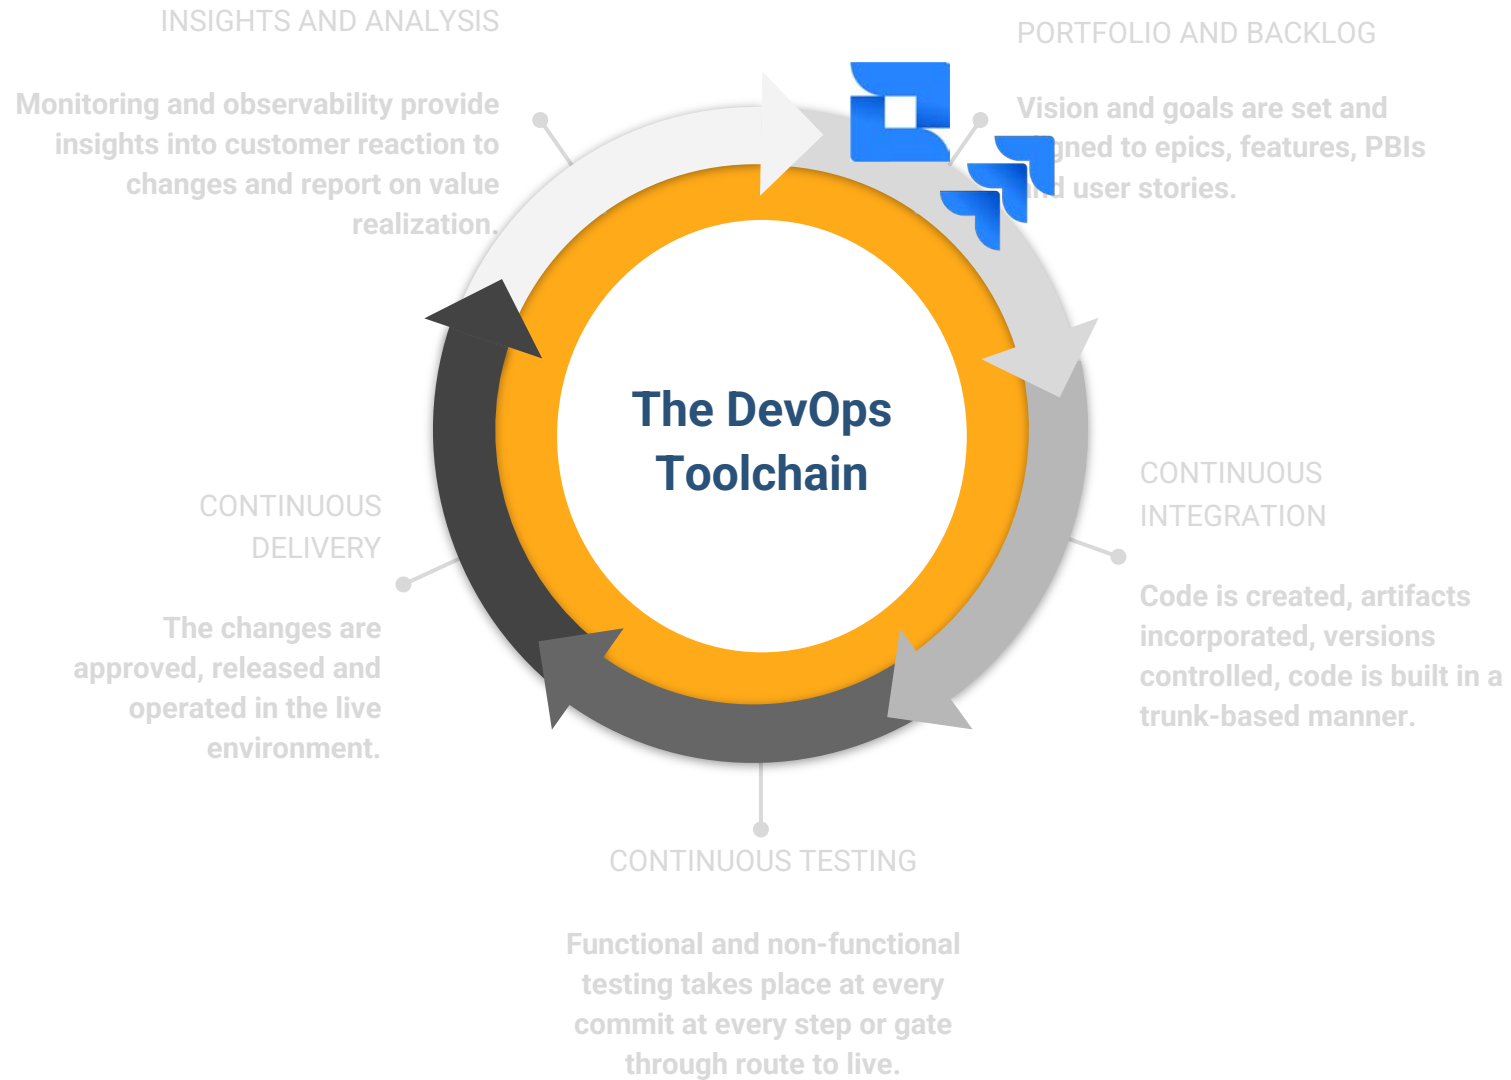 INSIGHTS AND ANALYSIS
Monitoring and observability provide
insights into customer reaction to
changes and report on value
realization.
PORTFOLIO AND BACKLOG
Vision and goals are set and
to epics, features, PBIs
user stories.
The DevOps
Toolchain
CONTINUOUS
INTEGRATION
Code is created, artifacts
incorporated, versions
controlled, code is built in a
trunk-based manner.
CONTINUOUS
DELIVERY
The changes are
approved, released and
operated in the live
environment.
CONTINUOUS TESTING
Functional and non-functional
testing takes place at every
commit at every step or gate
through route to live.